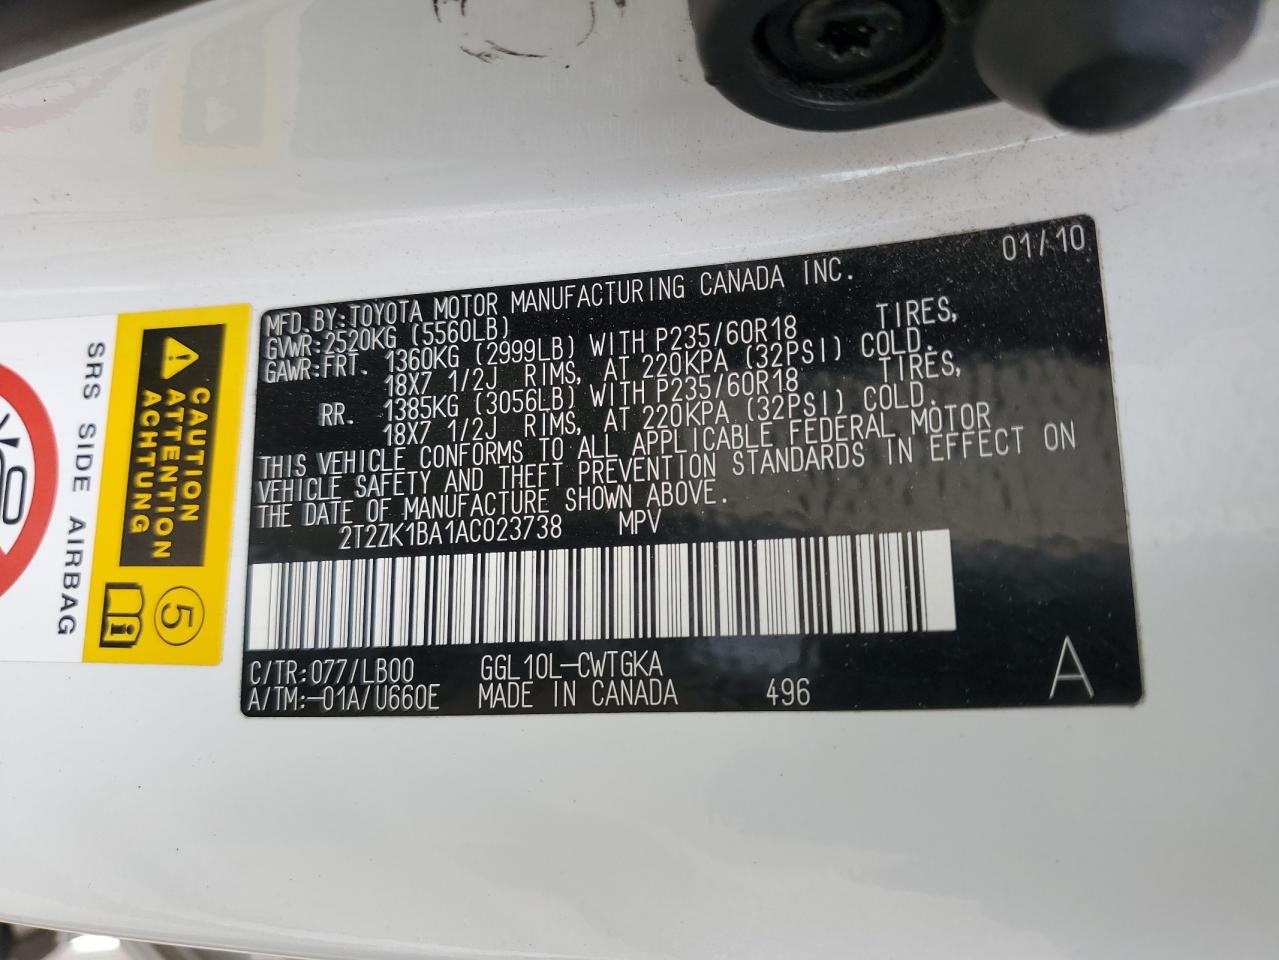 01/10
MFD.BY:TOYOTA MOTOR MANUFACTURING CANADA INC.
GVWR:2520KG (5560LB)
GAWR:FRT. 1360KG (2999LB) WITH P235/60R18 TIRES,
18X7 1/2J RIMS, AT 220KPA (32PSI) COLD.
RR. 1385KG (3056LB) WITH P235/60R18 TIRES,
18X7 1/2J RIMS, AT 220KPA (32PSI) COLD.
THIS VEHICLE CONFORMS TO ALL APPLICABLE FEDERAL MOTOR
VEHICLE SAFETY AND THEFT PREVENTION STANDARDS IN EFFECT ON
THE DATE OF MANUFACTURE SHOWN ABOVE.
2T2ZK1BA1AC023738 MPV
C/TR:077/LB00 GGL10L-CWTGKA
A/TM:-01A/U660E MADE IN CANADA 496 A
CAUTION
ATTENTION
ACHTUNG
5
i
SRS SIDE AIRBAG